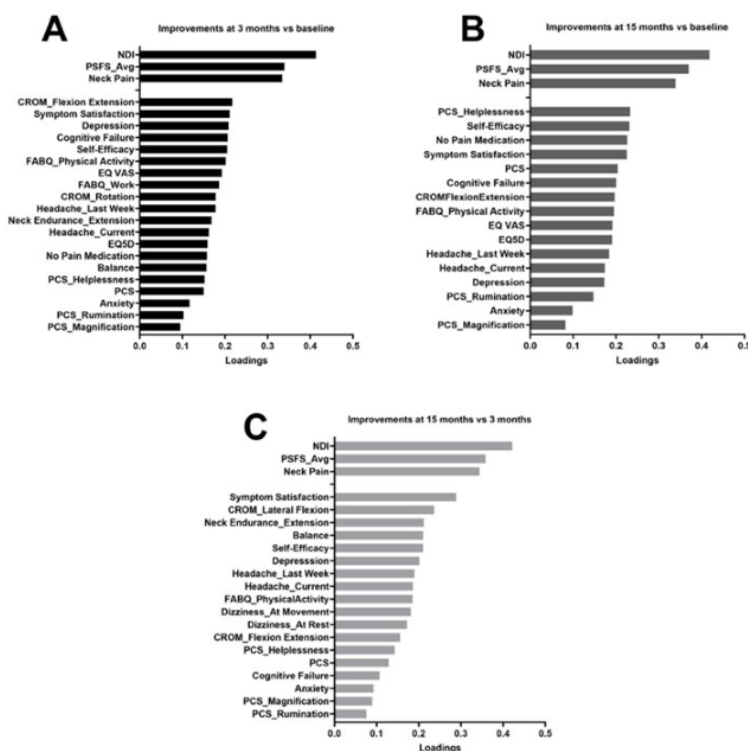 A
Improvements at 3 months vs baseline
NDI
PSFS_Avg
Neck Pain
CROM_Flexion Extension
Symptom Satisfaction
Depression
Cognitive Failure
Self-Efficacy
FABQ_Physical Activity
EQ VAS
FABQ_Work
CROM_Rotation
Headache_Last Week
Neck Endurance_Extension
Headache_Current
EQ5D
No Pain Medication
Balance
PCS_Helplessness
PCS
Anxiety
PCS_Rumination
PCS_Magnification
0.0 0.1 0.2 0.3 0.4 0.5
Loadings
B
Improvements at 15 months vs baseline
NDI
PSFS_Avg
Neck Pain
PCS_Helplessness
Self-Efficacy
No Pain Medication
Symptom Satisfaction
PCS
Cognitive Failure
CROMFlexionExtension
FABQ_Physical Activity
EQ VAS
EQ5D
Headache_Last Week
Headache_Current
Depression
PCS_Rumination
Anxiety
PCS_Magnification
0.0 0.1 0.2 0.3 0.4 0.5
Loadings
C
Improvements at 15 months vs 3 months
NDI
PSFS_Avg
Neck Pain
Symptom Satisfaction
CROM_Lateral Flexion
Neck Endurance_Extension
Balance
Self-Efficacy
Depresssion
Headache_Last Week
Headache_Current
FABQ_PhysicalActivity
Dizziness_At Movement
Dizziness_At Rest
CROM_Flexion Extension
PCS_Helplessness
PCS
Cognitive Failure
Anxiety
PCS_Magnification
PCS_Rumination
0.0 0.1 0.2 0.3 0.4 0.5
Loadings